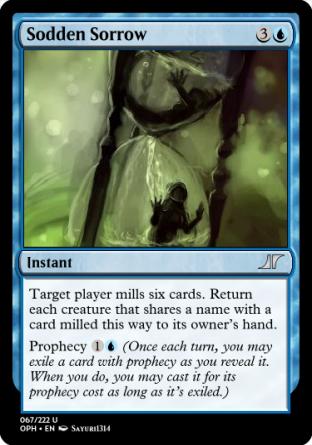 Sodden Sorrow 3
Instant
Target player mills six cards. Return
each creature that shares a name with a
card milled this way to its owner's hand.
Prophecy 1 (Once each turn, you may
exile a card with prophecy as you reveal it.
When you do, you may cast it for its
prophecy cost as long as it's exiled.)
067/222 U
OPH • EN Sayuri1314